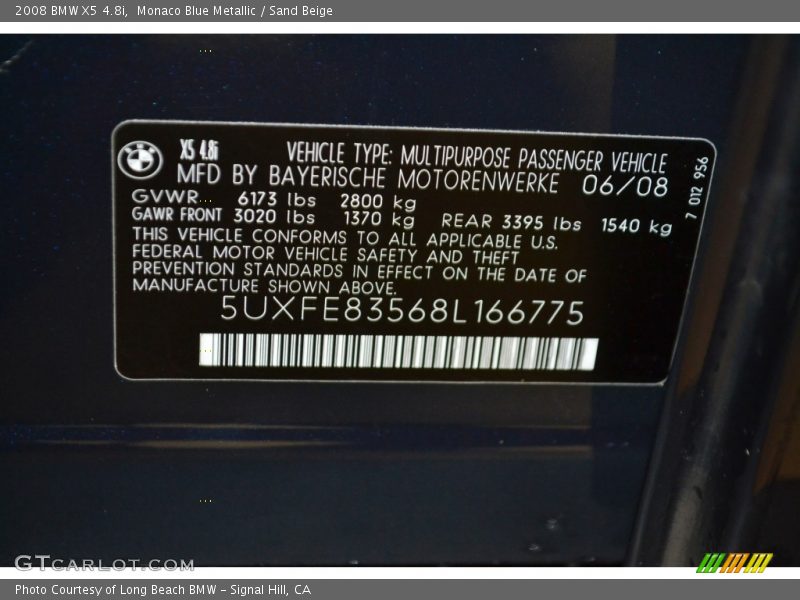 2008 BMW X5 4.8i,  Monaco Blue Metallic / Sand Beige
X5 4.8i
VEHICLE TYPE: MULTIPURPOSE PASSENGER VEHICLE
MFD BY BAYERISCHE MOTORENWERKE 06/08
7 012 956
GVWR 6173 lbs 2800 kg
GAWR FRONT 3020 lbs 1370 kg REAR 3395 lbs 1540 kg
THIS VEHICLE CONFORMS TO ALL APPLICABLE U.S.
FEDERAL MOTOR VEHICLE SAFETY AND THEFT
PREVENTION STANDARDS IN EFFECT ON THE DATE OF
MANUFACTURE SHOWN ABOVE.
5UXFE83568L166775
GTcarlot.com
Photo Courtesy of Long Beach BMW - Signal Hill, CA